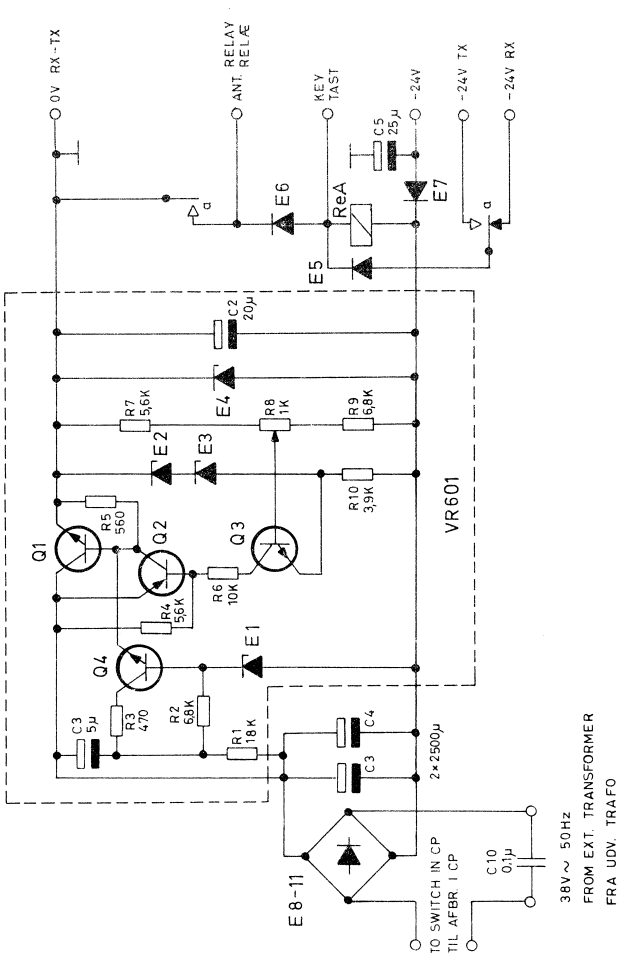 0V RX-TX
ANT. RELAY
ANT. RELÆ
KEY
TAST
-24V
-24V TX
-24V RX
C5
25µ
a
E6
ReA
E7
a
E5
C2
20µ
E4
R7
5,6K
R8
1K
R9
6,8K
E2
E3
R10
3,9K
VR601
R5
560
Q1
Q2
Q3
R6
10K
R4
5,6K
E1
Q4
C3
5µ
R3
470
R2
6,8K
R1
18K
C3
C4
2×2500µ
E 8-11
TO SWITCH IN CP
TIL AFBR. I CP
C10
0,1µ
38V ~ 50Hz
FROM EXT. TRANSFORMER
FRA UDV. TRAFO